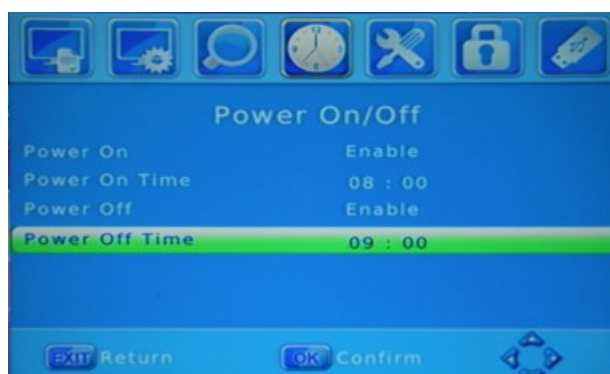 Power On/Off
Power On Enable
Power On Time 08 : 00
Power Off Enable
Power Off Time 09 : 00
EXIT Return OK Confirm